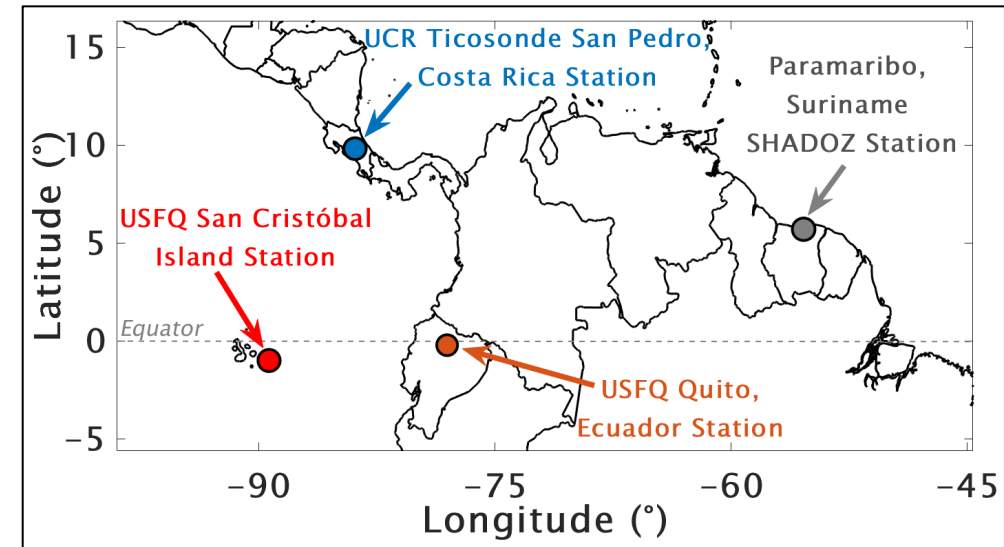 UCR Ticosonde San Pedro,
Costa Rica Station
Paramaribo,
Suriname
SHADOZ Station
USFQ San Cristóbal
Island Station
Equator
USFQ Quito,
Ecuador Station
15
10
5
0
−5
Latitude (°)
−90
−75
−60
−45
Longitude (°)